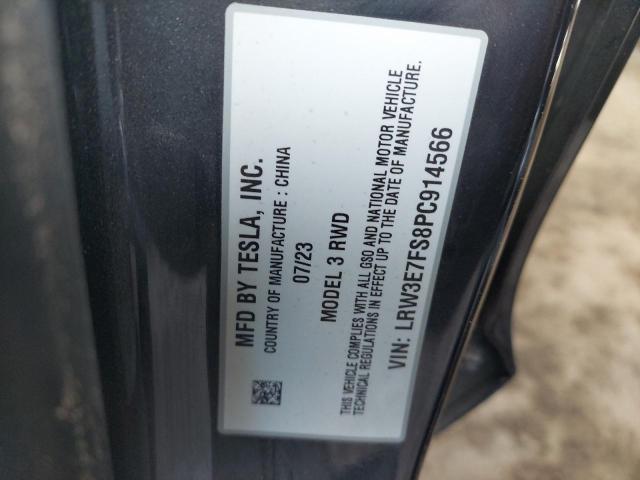 MFD BY TESLA, INC.
COUNTRY OF MANUFACTURE : CHINA
07/23
MODEL 3 RWD
THIS VEHICLE COMPLIES WITH ALL GSO AND NATIONAL MOTOR VEHICLE
TECHNICAL REGULATIONS IN EFFECT UP TO THE DATE OF MANUFACTURE.
VIN: LRW3E7FS8PC914566